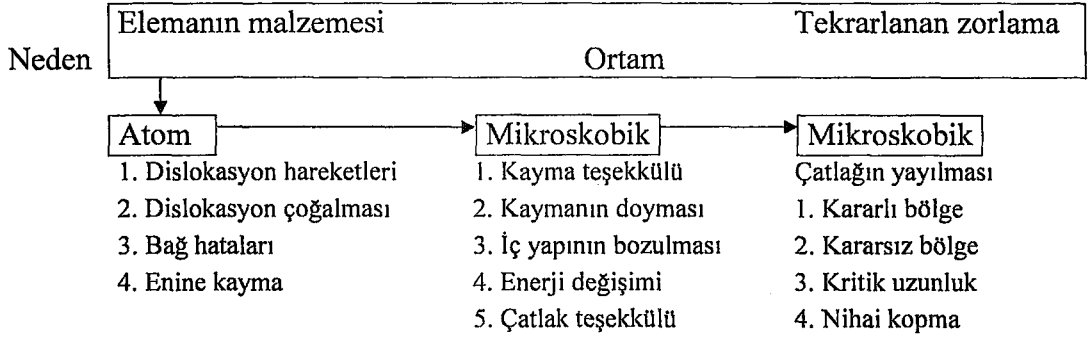 Elemanın malzemesi Tekrarlanan zorlama
Neden Ortam
Atom Mikroskobik Mikroskobik
1. Dislokasyon hareketleri 1. Kayma teşekkülü Çatlağın yayılması
2. Dislokasyon çoğalması 2. Kaymanın doyması 1. Kararlı bölge
3. Bağ hataları 3. İç yapının bozulması 2. Kararsız bölge
4. Enine kayma 4. Enerji değişimi 3. Kritik uzunluk
5. Çatlak teşekkülü 4. Nihai kopma